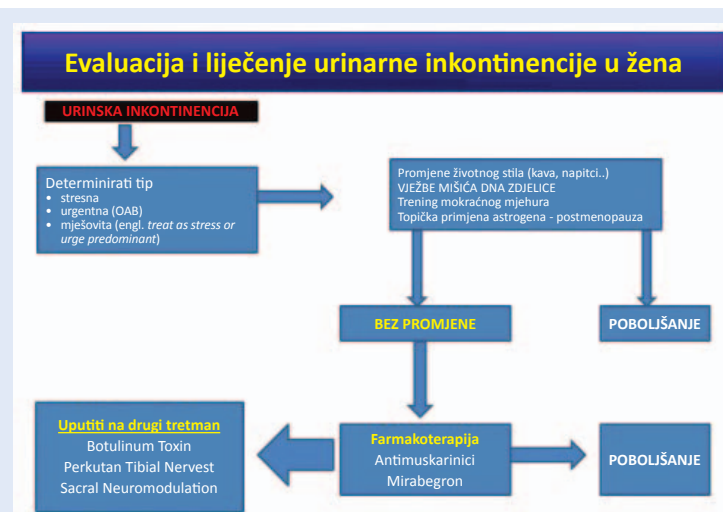 Evaluacija i liječenje urinarne inkontinencije u žena
URINSKA INKONTINENCIJA
Determinirati tip
• stresna
• urgentna (OAB)
• mješovita (engl. treat as stress or
urge predominant)
Promjene životnog stila (kava, napitci..)
VJEŽBE MIŠIĆA DNA ZDJELICE
Trening mokraćnog mjehura
Topička primjena astrogena - postmenopauza
BEZ PROMJENE
POBOLJŠANJE
Uputiti na drugi tretman
Botulinum Toxin
Perkutan Tibial Nervest
Sacral Neuromodulation
Farmakoterapija
Antimuskarinici
Mirabegron
POBOLJŠANJE